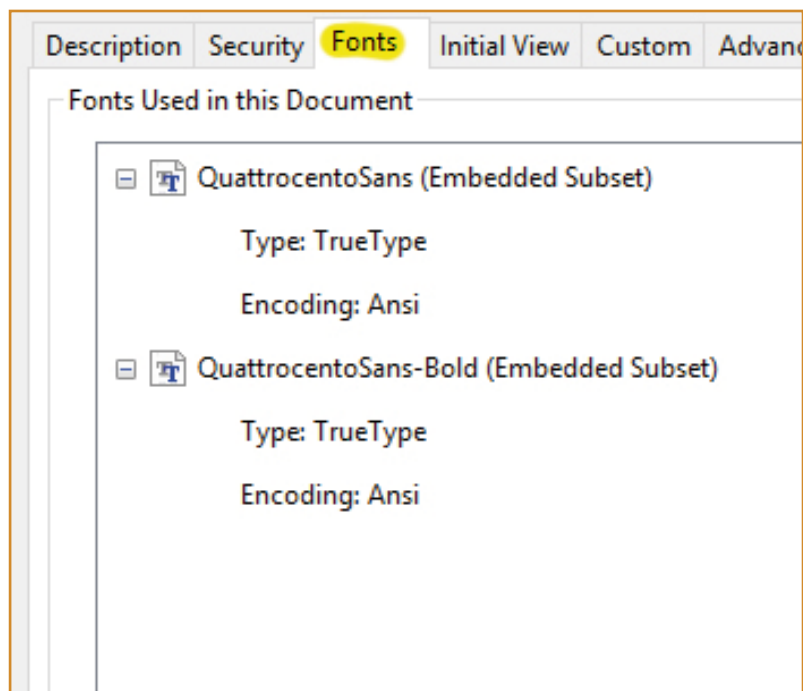 Description Security Fonts Initial View Custom
Fonts Used in this Document
QuattrocentoSans (Embedded Subset)
Type: TrueType
Encoding: Ansi
QuattrocentoSans-Bold (Embedded Subset)
Type: TrueType
Encoding: Ansi